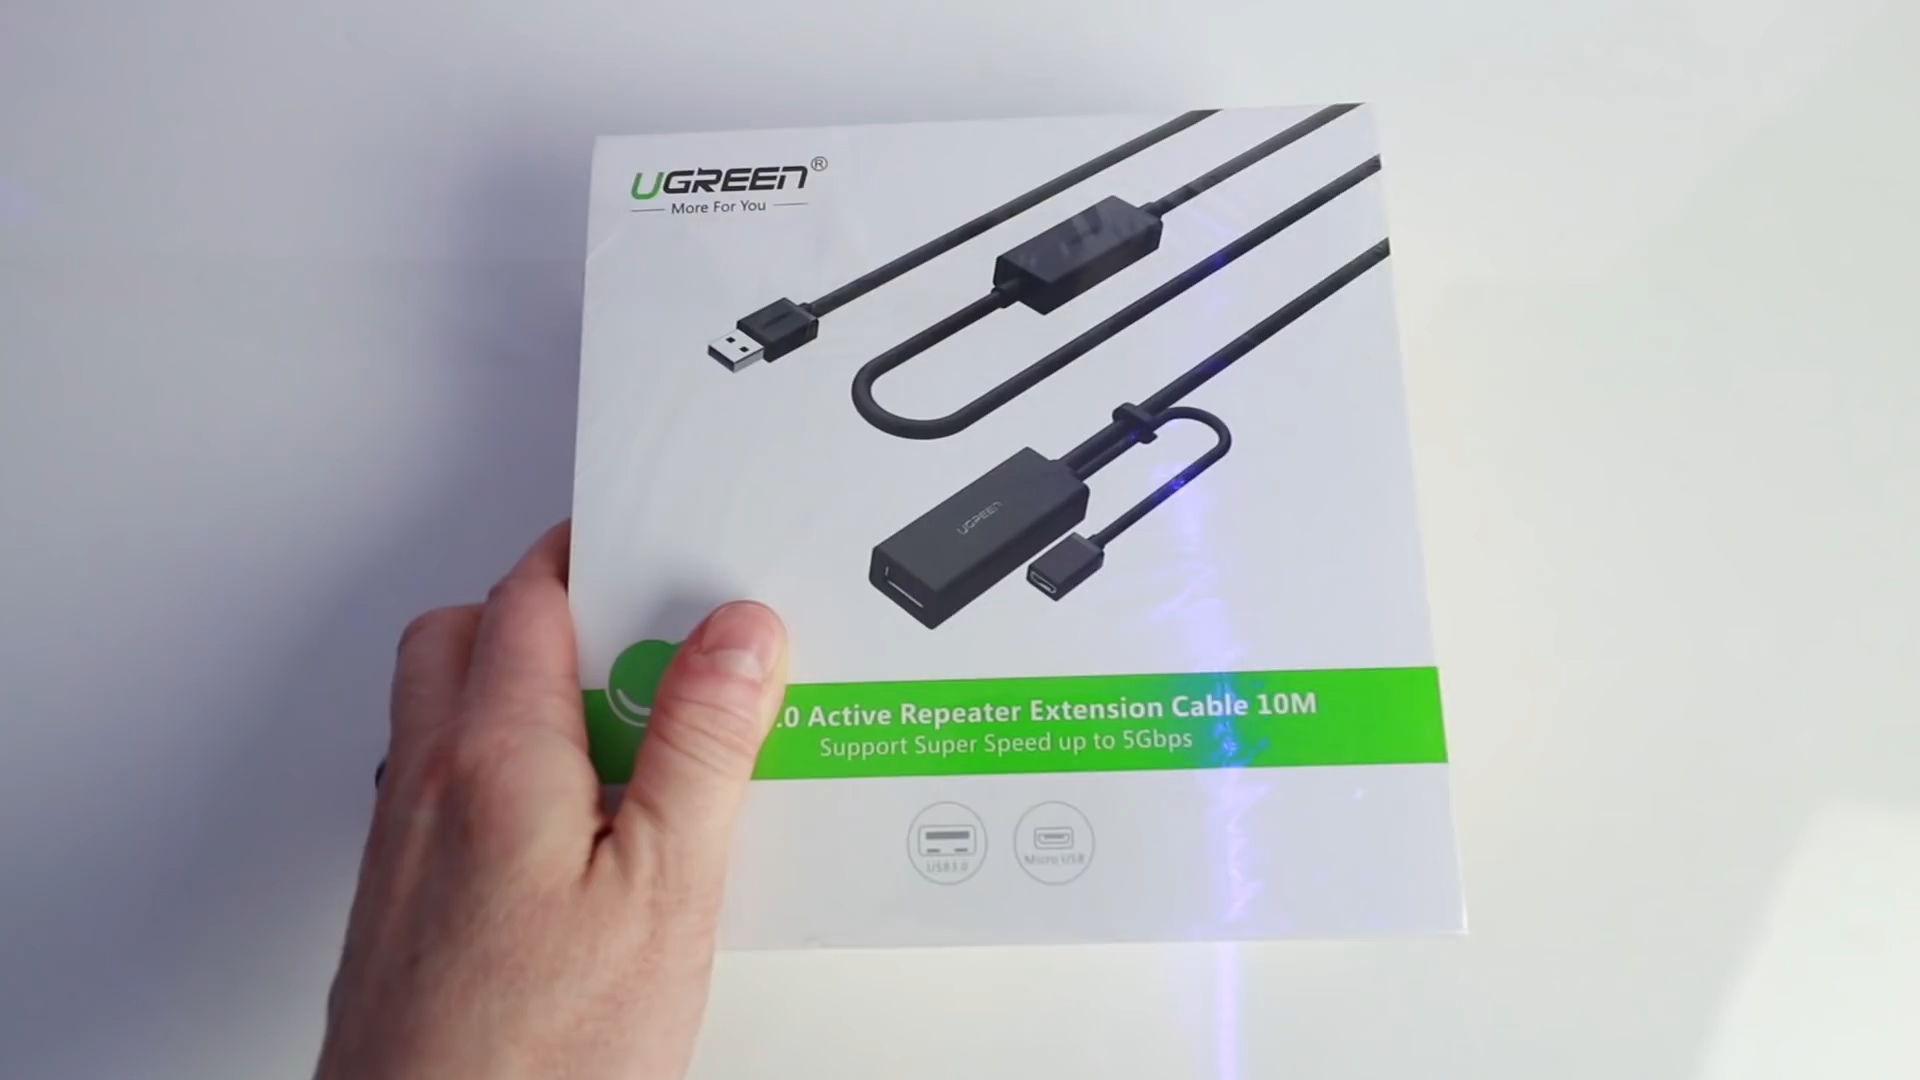 UGREEN®
More For You
UGREEN
.0 Active Repeater Extension Cable 10M
Support Super Speed up to 5Gbps
USB3.0
Micro USB